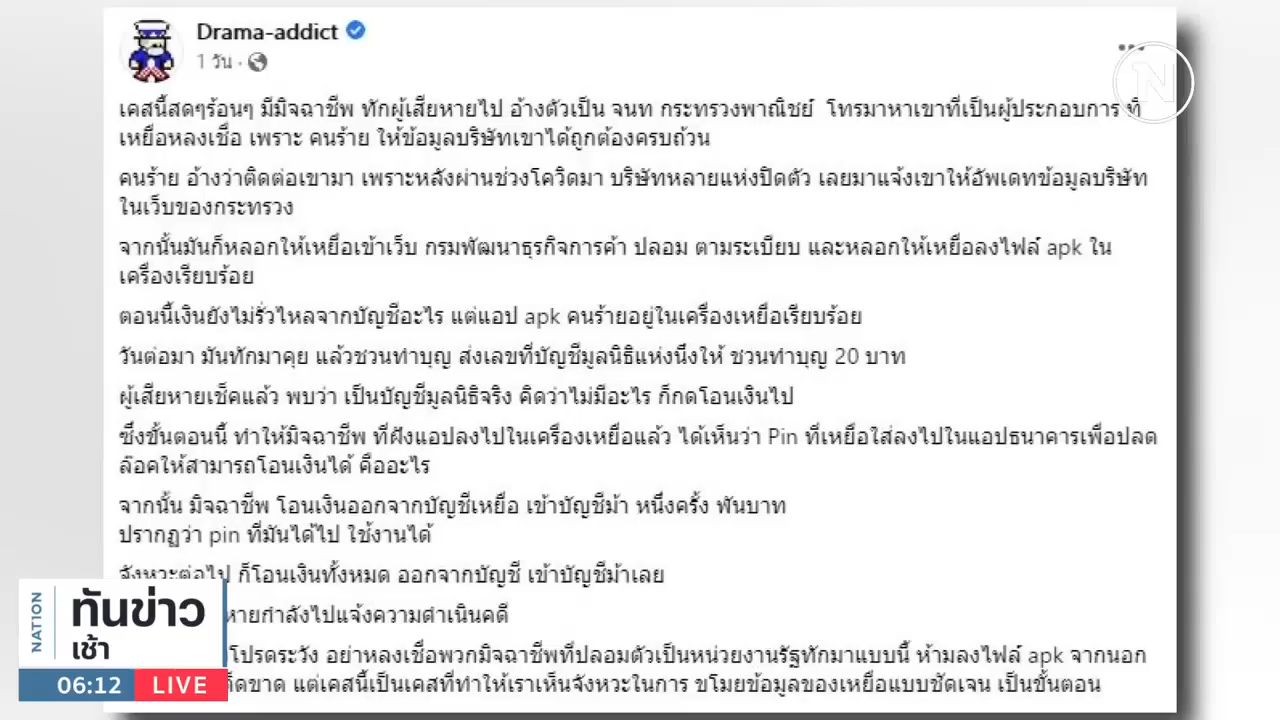 Drama-addict
1 วัน ·
เคสนี้สดๆร้อนๆ มีมิจฉาชีพ ทักผู้เสียหายไป อ้างตัวเป็น จนท กระทรวงพาณิชย์ โทรมาหาเขาที่เป็นผู้ประกอบการ ที่
เหยื่อหลงเชื่อ เพราะ คนร้าย ให้ข้อมูลบริษัทเขาได้ถูกต้องครบถ้วน
คนร้าย อ้างว่าติดต่อเขามา เพราะหลังผ่านช่วงโควิดมา บริษัทหลายแห่งปิดตัว เลยมาแจ้งเขาให้อัพเดทข้อมูลบริษัท
ในเว็บของกระทรวง
จากนั้นมันก็หลอกให้เหยื่อเข้าเว็บ กรมพัฒนาธุรกิจการค้า ปลอม ตามระเบียบ และหลอกให้เหยื่อลงไฟล์ apk ใน
เครื่องเรียบร้อย
ตอนนี้เงินยังไม่รั่วไหลจากบัญชีอะไร แต่แอป apk คนร้ายอยู่ในเครื่องเหยื่อเรียบร้อย
วันต่อมา มันทักมาคุย แล้วชวนทำบุญ ส่งเลขที่บัญชีมูลนิธิแห่งนึงให้ ชวนทำบุญ 20 บาท
ผู้เสียหายเช็คแล้ว พบว่า เป็นบัญชีมูลนิธิจริง คิดว่าไม่มีอะไร ก็กดโอนเงินไป
ซึ่งขั้นตอนนี้ ทำให้มิจฉาชีพ ที่ฝังแอปลงไปในเครื่องเหยื่อแล้ว ได้เห็นว่า Pin ที่เหยื่อใส่ลงไปในแอปธนาคารเพื่อปลด
ล๊อคให้สามารถโอนเงินได้ คืออะไร
จากนั้น มิจฉาชีพ โอนเงินออกจากบัญชีเหยื่อ เข้าบัญชีม้า หนึ่งครั้ง พันบาท
ปรากฏว่า pin ที่มันได้ไป ใช้งานได้
จังหวะต่อไป ก็โอนเงินทั้งหมด ออกจากบัญชี เข้าบัญชีม้าเลย
หายกำลังไปแจ้งความดำเนินคดี
โปรดระวัง อย่าหลงเชื่อพวกมิจฉาชีพที่ปลอมตัวเป็นหน่วยงานรัฐทักมาแบบนี้ ห้ามลงไฟล์ apk จากนอก
ด็ดขาด แต่เคสนี้เป็นเคสที่ทำให้เราเห็นจังหวะในการ ขโมยข้อมูลของเหยื่อแบบชัดเจน เป็นขั้นตอน
NATION
ทันข่าว
เช้า
06:12 LIVE
N